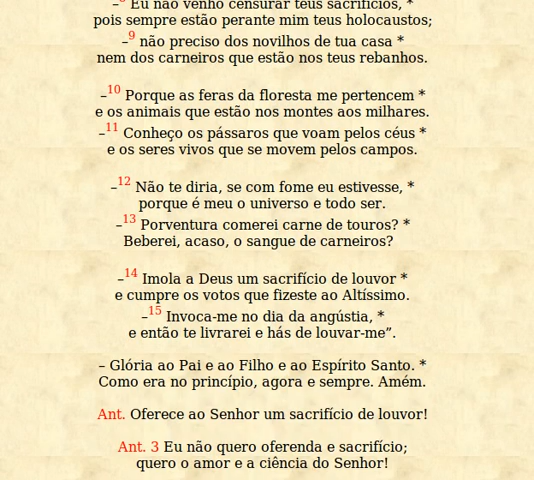 –8 Eu não venho censurar teus sacrifícios, *
pois sempre estão perante mim teus holocaustos;
–9 não preciso dos novilhos de tua casa *
nem dos carneiros que estão nos teus rebanhos.
–10 Porque as feras da floresta me pertencem *
e os animais que estão nos montes aos milhares.
–11 Conheço os pássaros que voam pelos céus *
e os seres vivos que se movem pelos campos.
–12 Não te diria, se com fome eu estivesse, *
porque é meu o universo e todo ser.
–13 Porventura comerei carne de touros? *
Beberei, acaso, o sangue de carneiros?
–14 Imola a Deus um sacrifício de louvor *
e cumpre os votos que fizeste ao Altíssimo.
–15 Invoca-me no dia da angústia, *
e então te livrarei e hás de louvar-me”.
– Glória ao Pai e ao Filho e ao Espírito Santo. *
Como era no princípio, agora e sempre. Amém.
Ant. Oferece ao Senhor um sacrifício de louvor!
Ant. 3 Eu não quero oferenda e sacrifício;
quero o amor e a ciência do Senhor!